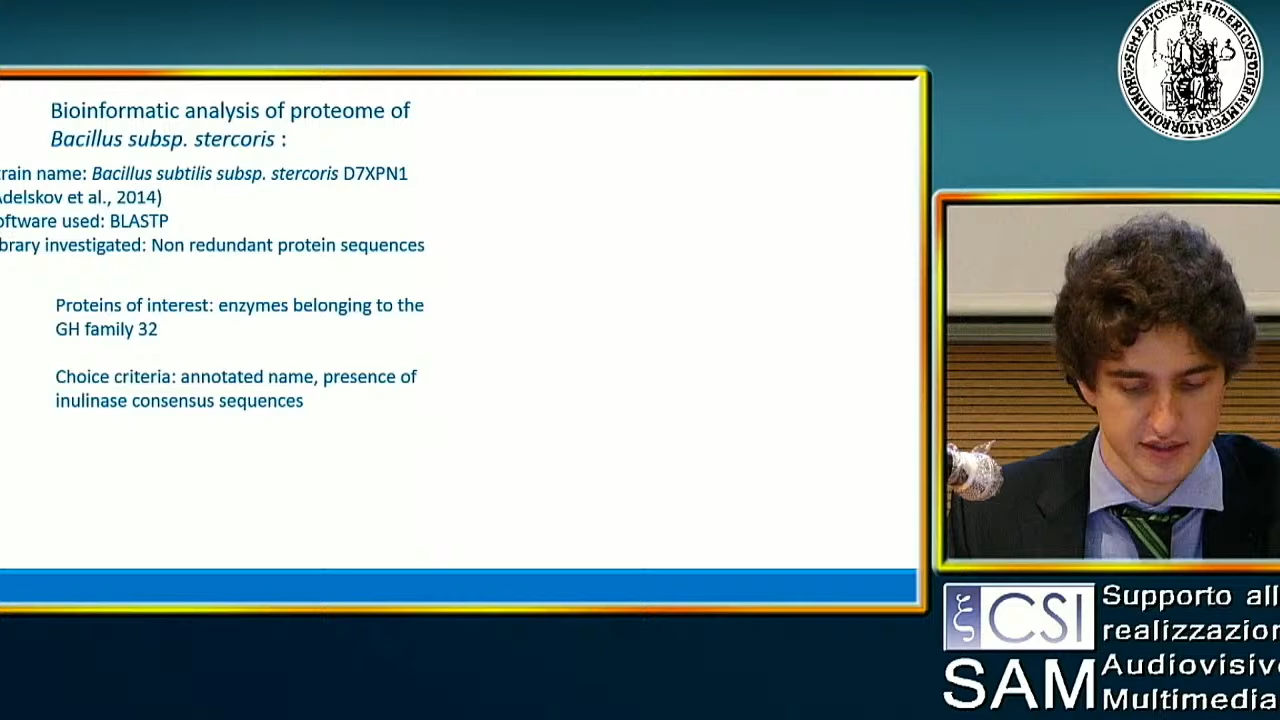 Bioinformatic analysis of proteome of
Bacillus subsp. stercoris :
rain name: Bacillus subtilis subsp. stercoris D7XPN1
delskov et al., 2014)
oftware used: BLASTP
brary investigated: Non redundant protein sequences
Proteins of interest: enzymes belonging to the
GH family 32
Choice criteria: annotated name, presence of
inulinase consensus sequences
CSI
SAM
Supporto all
realizzazion
Audiovisiv
Multimedia